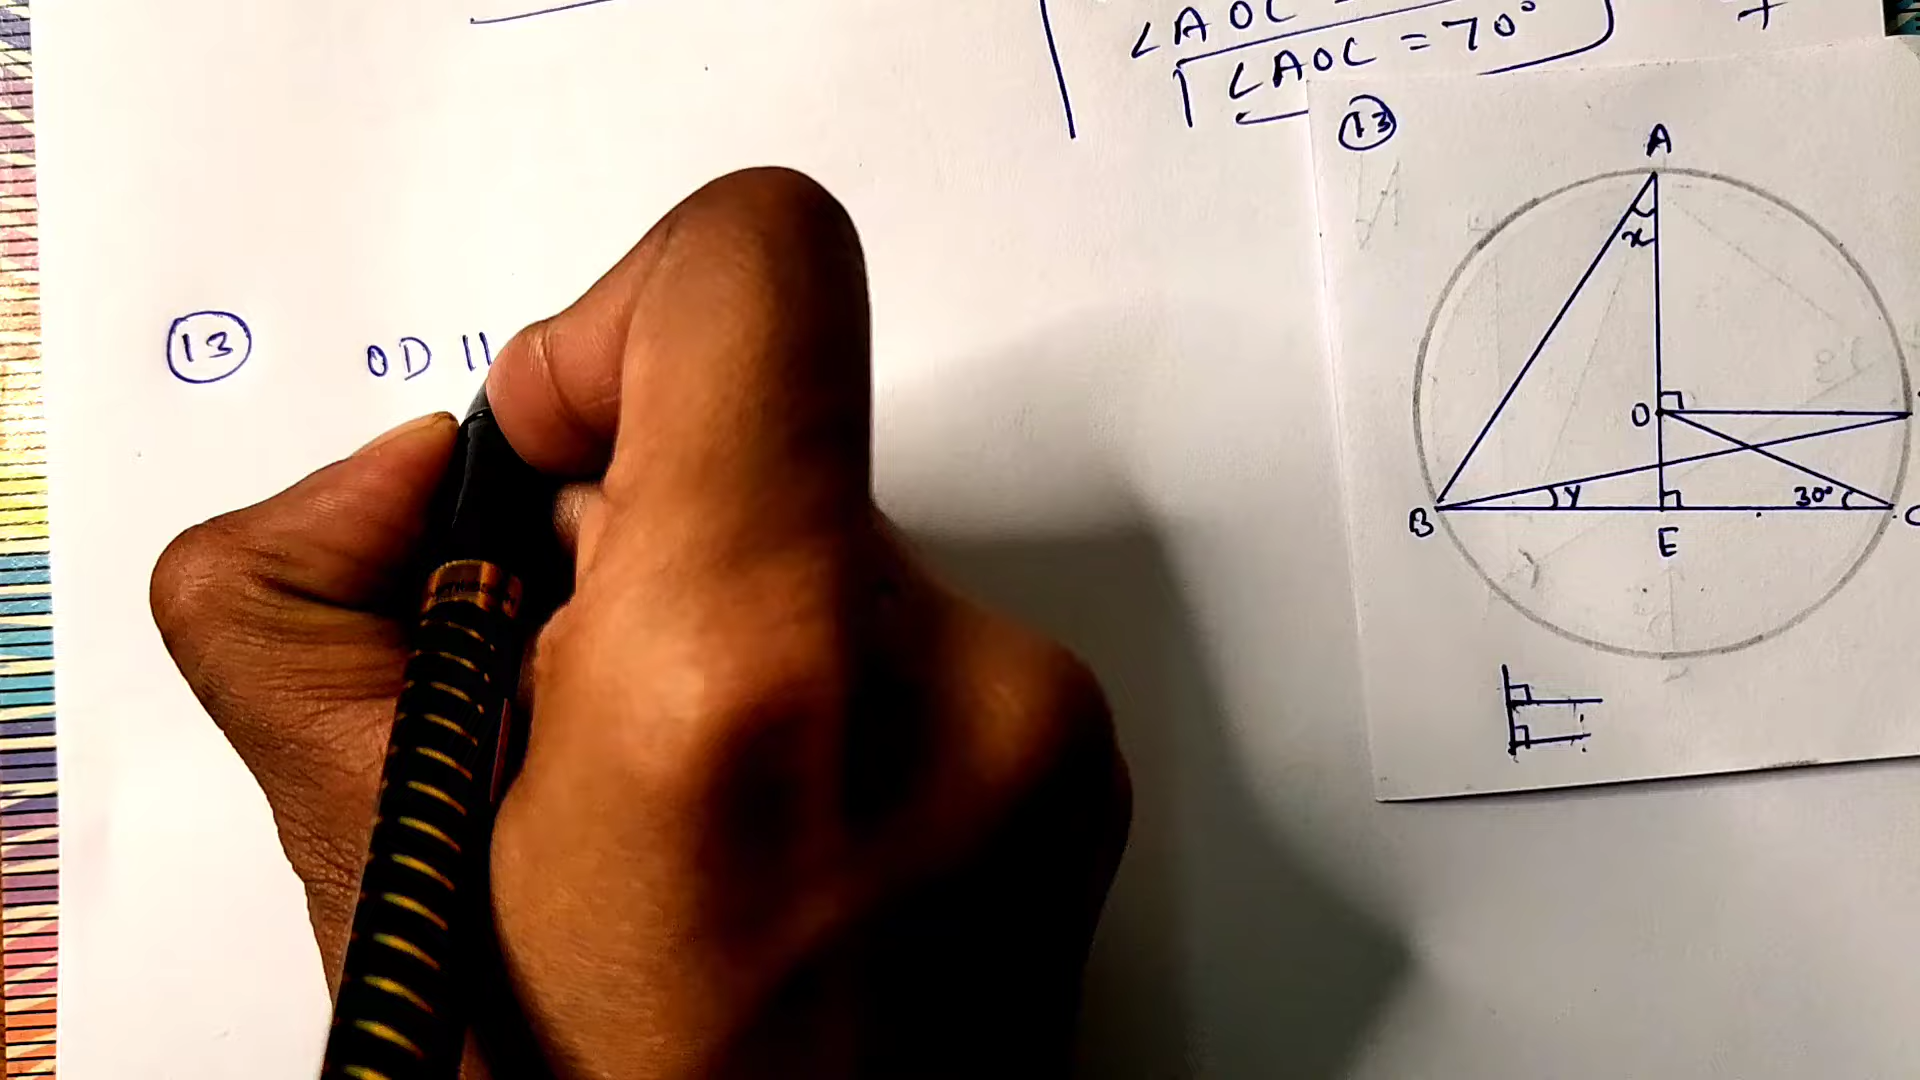 ∠AOC
∠AOC = 70°
13
A
x
O
B
y
30°
C
E
13 OD ||